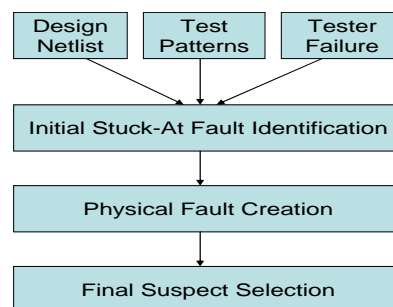 Design
Netlist
Test
Patterns
Tester
Failure
Initial Stuck-At Fault Identification
Physical Fault Creation
Final Suspect Selection